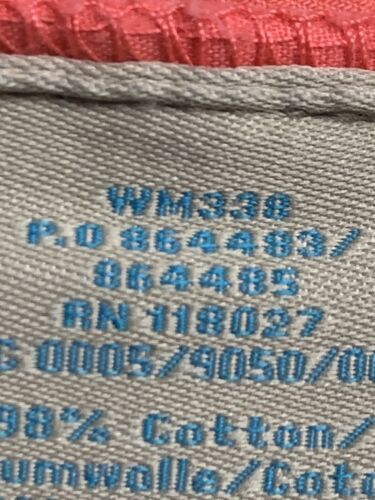 WM338
P.O 864483/
864485
RN 118027
C 0005/9050/00
98% Cotton/
umwolle/Coto